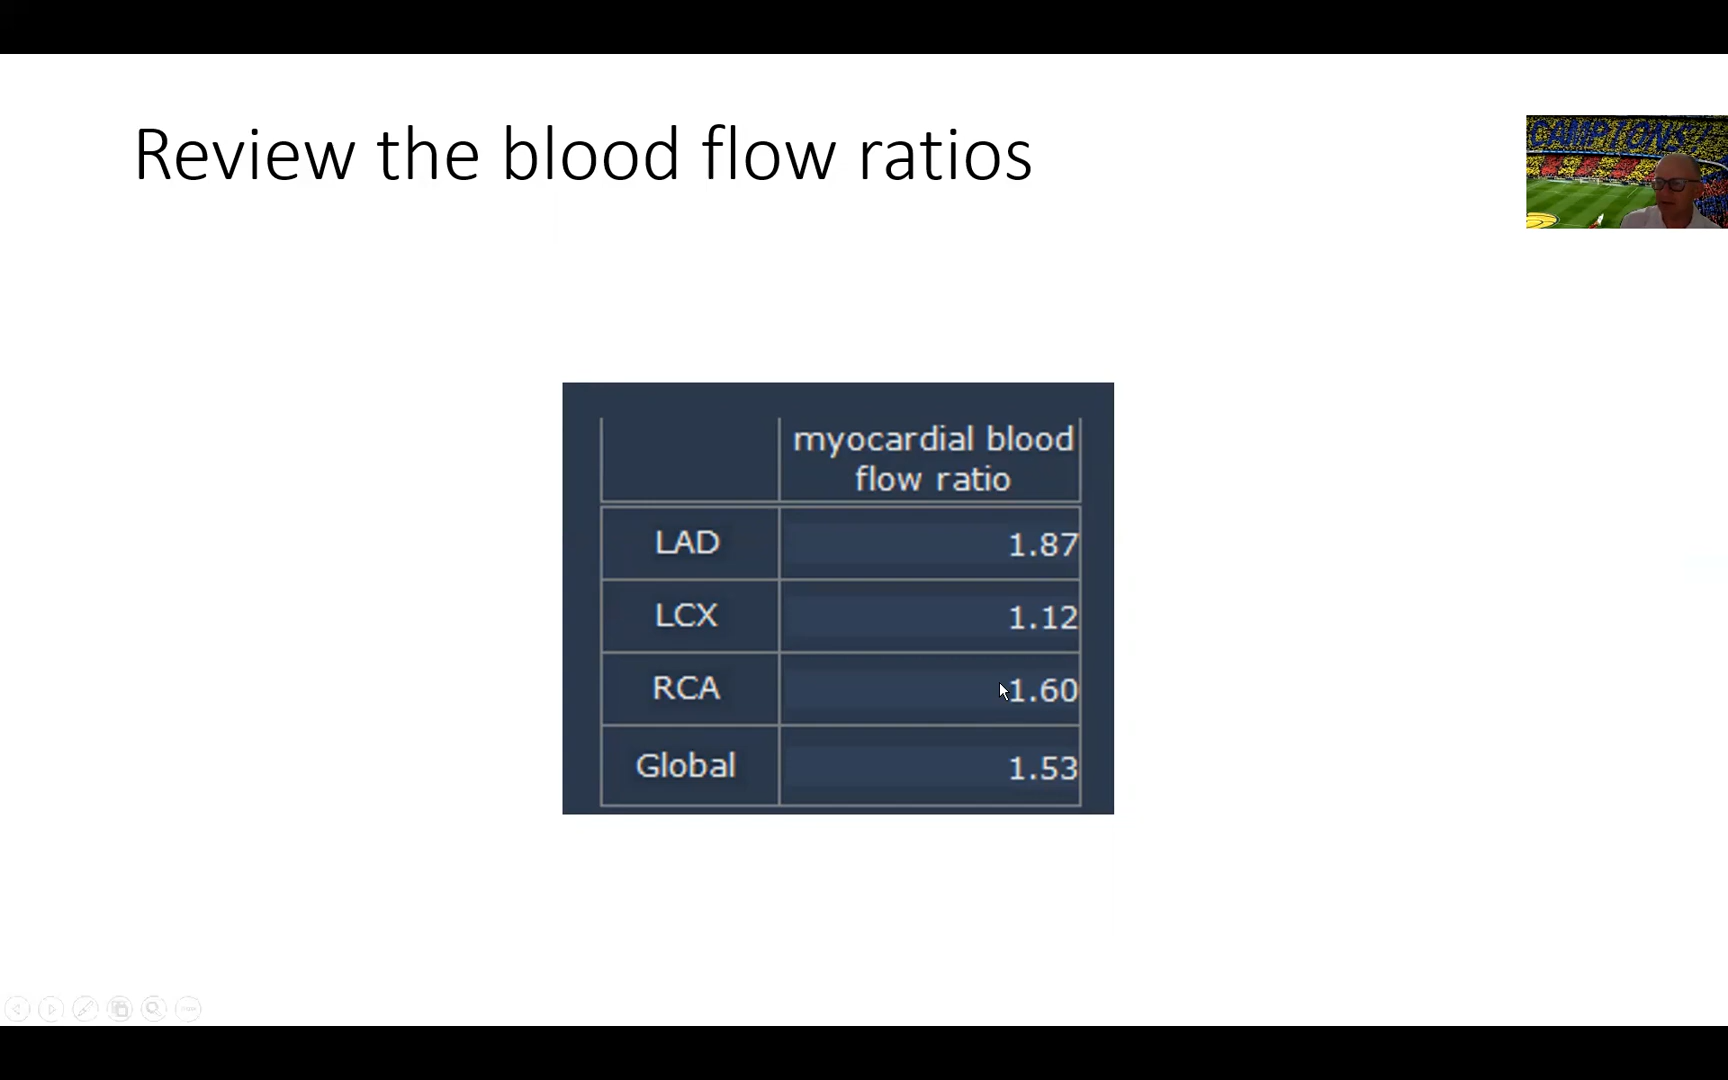 Review the blood flow ratios
CAMPIONS
myocardial blood
flow ratio
LAD 1.87
LCX 1.12
RCA 1.60
Global 1.53